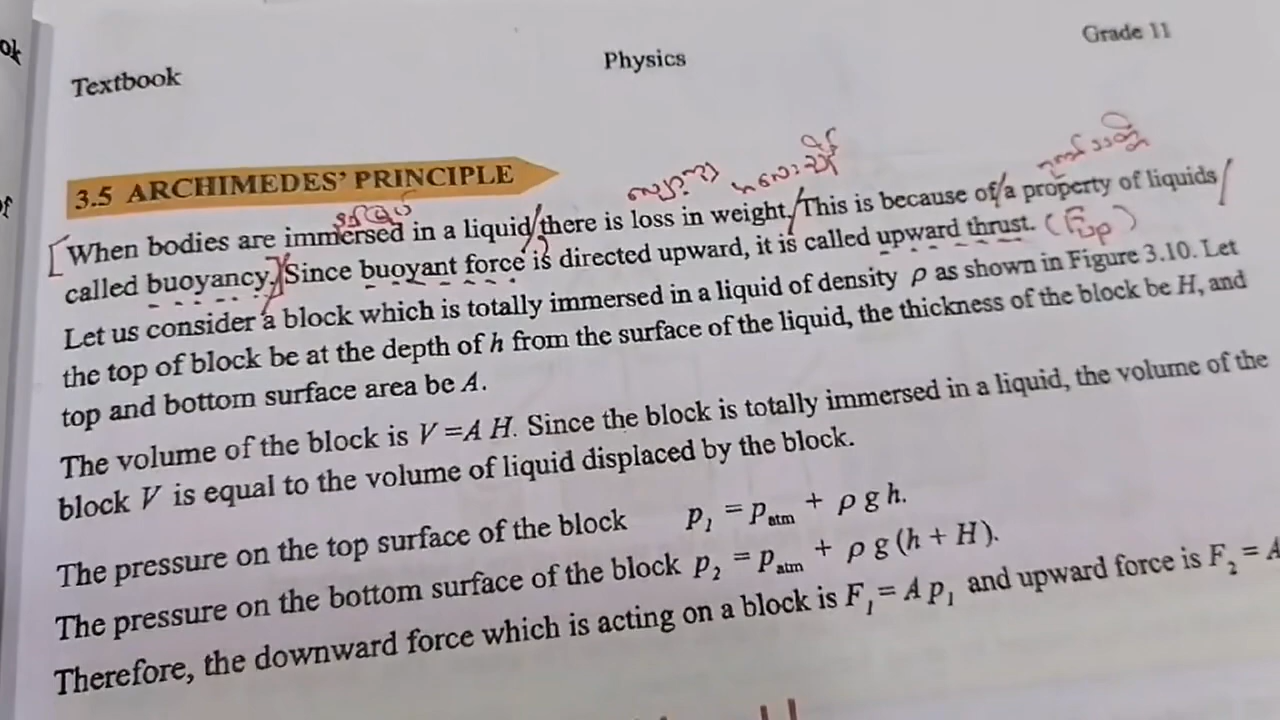 Textbook Physics Grade 11
3.5 ARCHIMEDES' PRINCIPLE
When bodies are immersed in a liquid there is loss in weight. This is because of a property of liquids
called buoyancy. Since buoyant force is directed upward, it is called upward thrust. (Fup)
Let us consider a block which is totally immersed in a liquid of density ρ as shown in Figure 3.10. Let
the top of block be at the depth of h from the surface of the liquid, the thickness of the block be H, and
top and bottom surface area be A.
The volume of the block is V = A H. Since the block is totally immersed in a liquid, the volume of the
block V is equal to the volume of liquid displaced by the block.
The pressure on the top surface of the block p₁ = pₐₜₘ + ρ g h.
The pressure on the bottom surface of the block p₂ = pₐₜₘ + ρ g (h + H).
Therefore, the downward force which is acting on a block is F₁ = A p₁ and upward force is F₂ = A